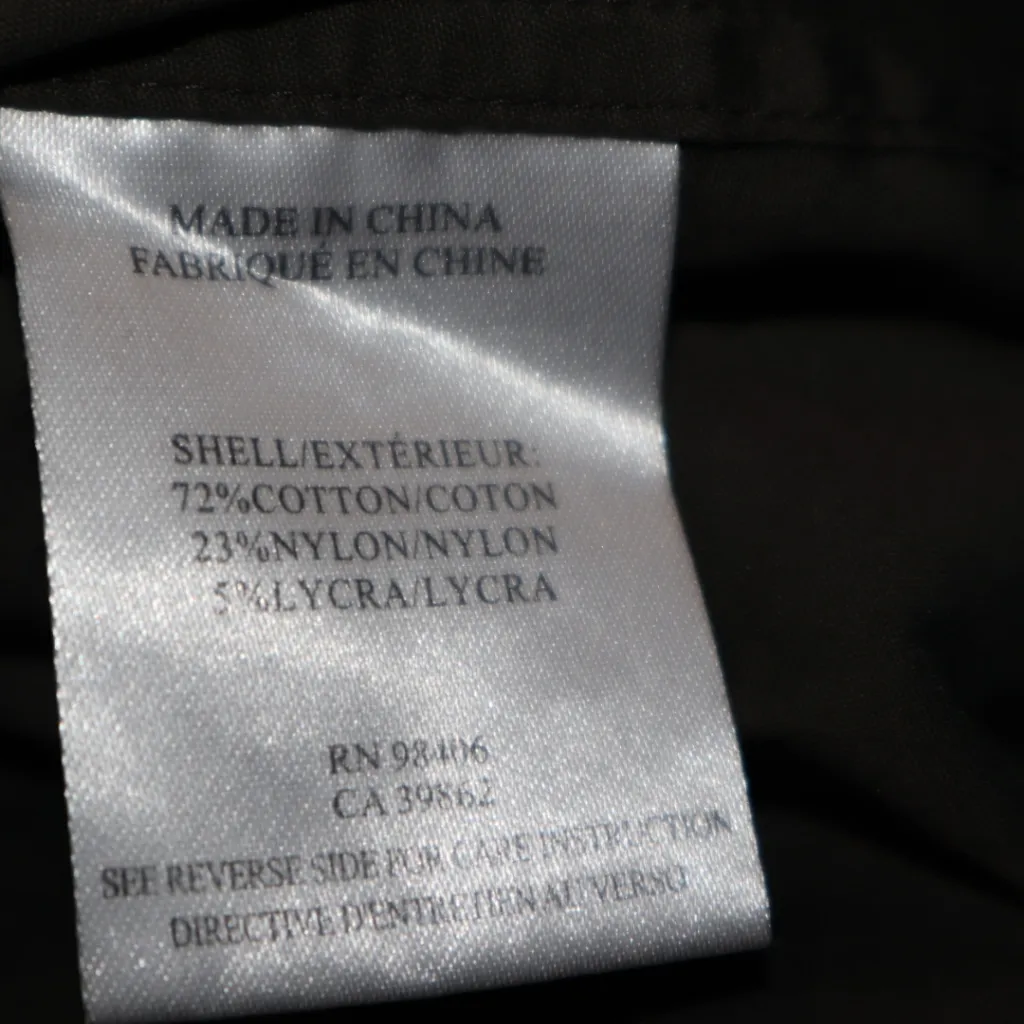 MADE IN CHINA
FABRIQUÉ EN CHINE
SHELL/EXTÉRIEUR:
72%COTTON/COTON
23%NYLON/NYLON
5%LYCRA/LYCRA
RN 98406
CA 39862
SEE REVERSE SIDE FOR CARE INSTRUCTION
DIRECTIVE D'ENTRETIEN AU VERSO